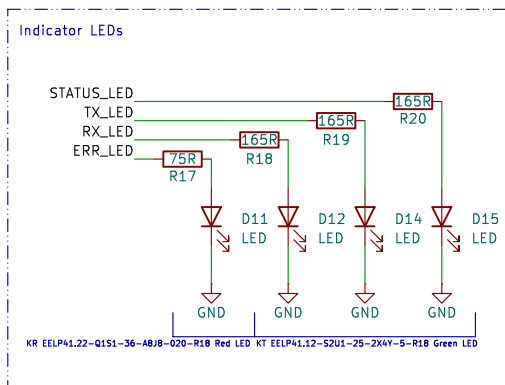 Indicator LEDs
STATUS_LED
165R
R20
TX_LED
165R
R19
RX_LED
165R
R18
ERR_LED
75R
R17
D11
LED
D12
LED
D14
LED
D15
LED
GND
GND
GND
GND
KR EELP41.22-Q1S1-36-A8J8-020-R18 Red LED
KT EELP41.12-S2U1-25-2X4Y-5-R18 Green LED